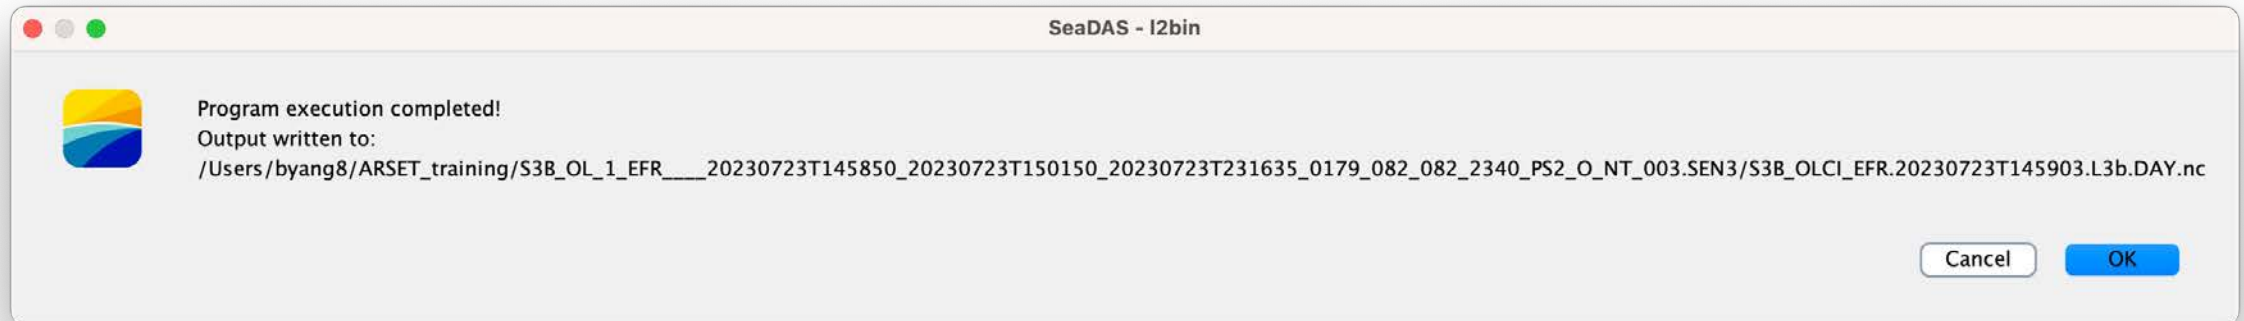 SeaDAS - l2bin
Program execution completed!
Output written to:
/Users/byang8/ARSET_training/S3B_OL_1_EFR____20230723T145850_20230723T150150_20230723T231635_0179_082_082_2340_PS2_O_NT_003.SEN3/S3B_OLCI_EFR.20230723T145903.L3b.DAY.nc
Cancel
OK